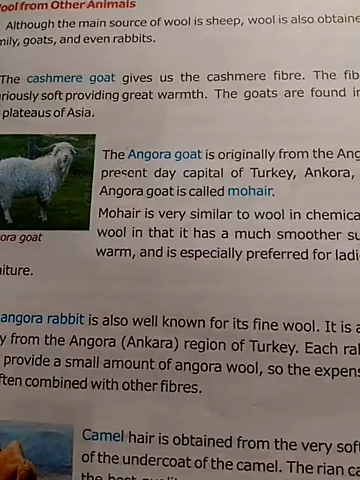 ool from Other Animals
Although the main source of wool is sheep, wool is also obtaine
mily, goats, and even rabbits.
The cashmere goat gives us the cashmere fibre. The fib
riously soft providing great warmth. The goats are found in
plateaus of Asia.
The Angora goat is originally from the Ang
present day capital of Turkey, Ankora,
Angora goat is called mohair.
Mohair is very similar to wool in chemica
wool in that it has a much smoother su
warm, and is especially preferred for ladi
ora goat
niture.
angora rabbit is also well known for its fine wool. It is a
y from the Angora (Ankara) region of Turkey. Each rab
provide a small amount of angora wool, so the expens
ften combined with other fibres.
Camel hair is obtained from the very sof
of the undercoat of the camel. The rian ca
the best quali